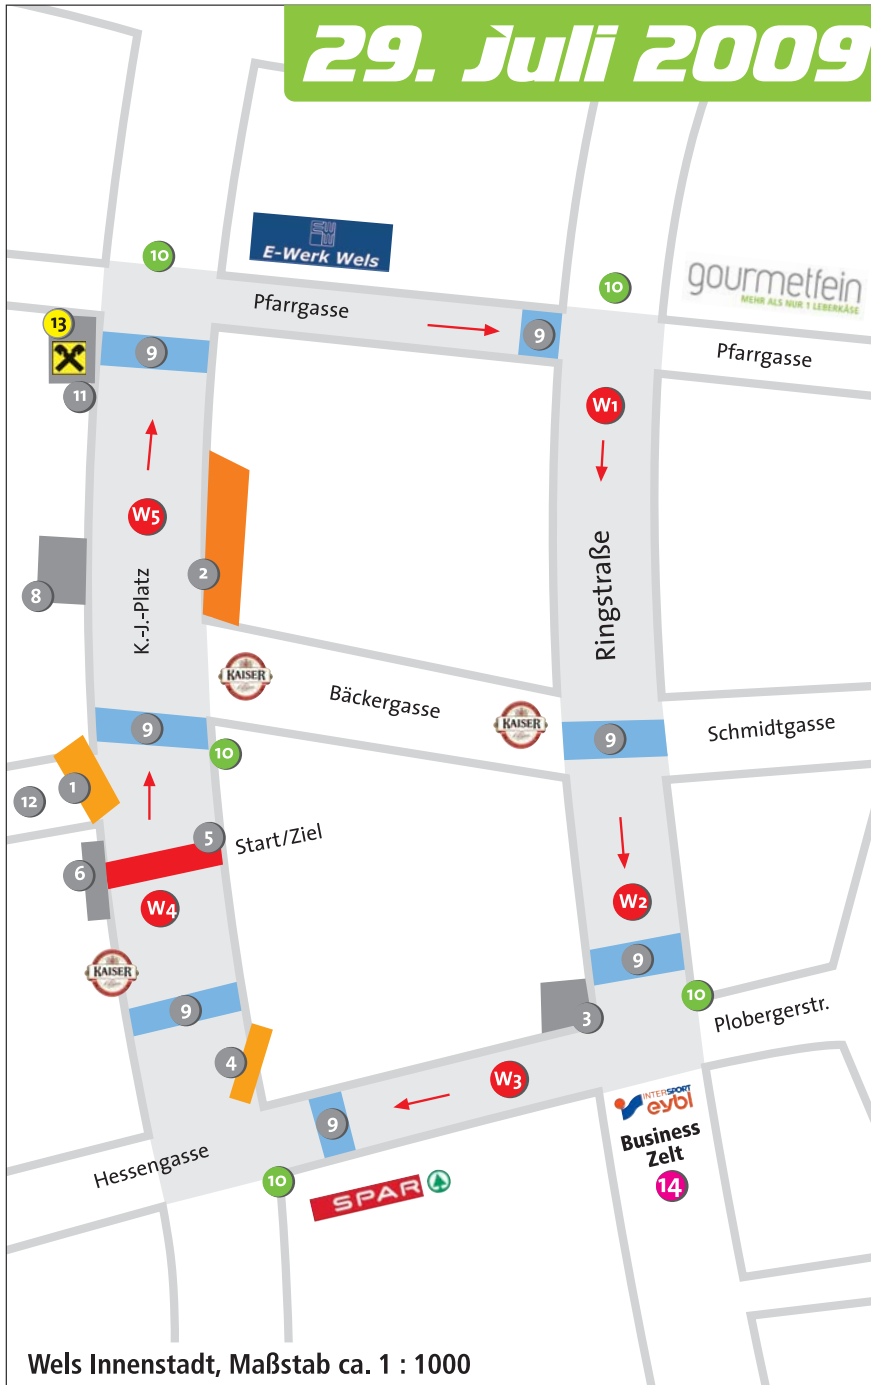 29. Juli 2009
10
E-Werk Wels
10
gourmetfein
MEHR ALS NUR 1 LEBERKÄSE
Pfarrgasse
13
9
9
Pfarrgasse
11
W1
W5
2
8
K.-J.-Platz
Ringstraße
KAISER
Bäckergasse
KAISER
9
10
9
Schmidtgasse
1
12
5
Start/Ziel
6
W4
W2
KAISER
9
9
10
3
Plobergerstr.
4
W3
9
INTERSPORT
eybl
Business
Zelt
14
Hessengasse
10
SPAR
Wels Innenstadt, Maßstab ca. 1 : 1000